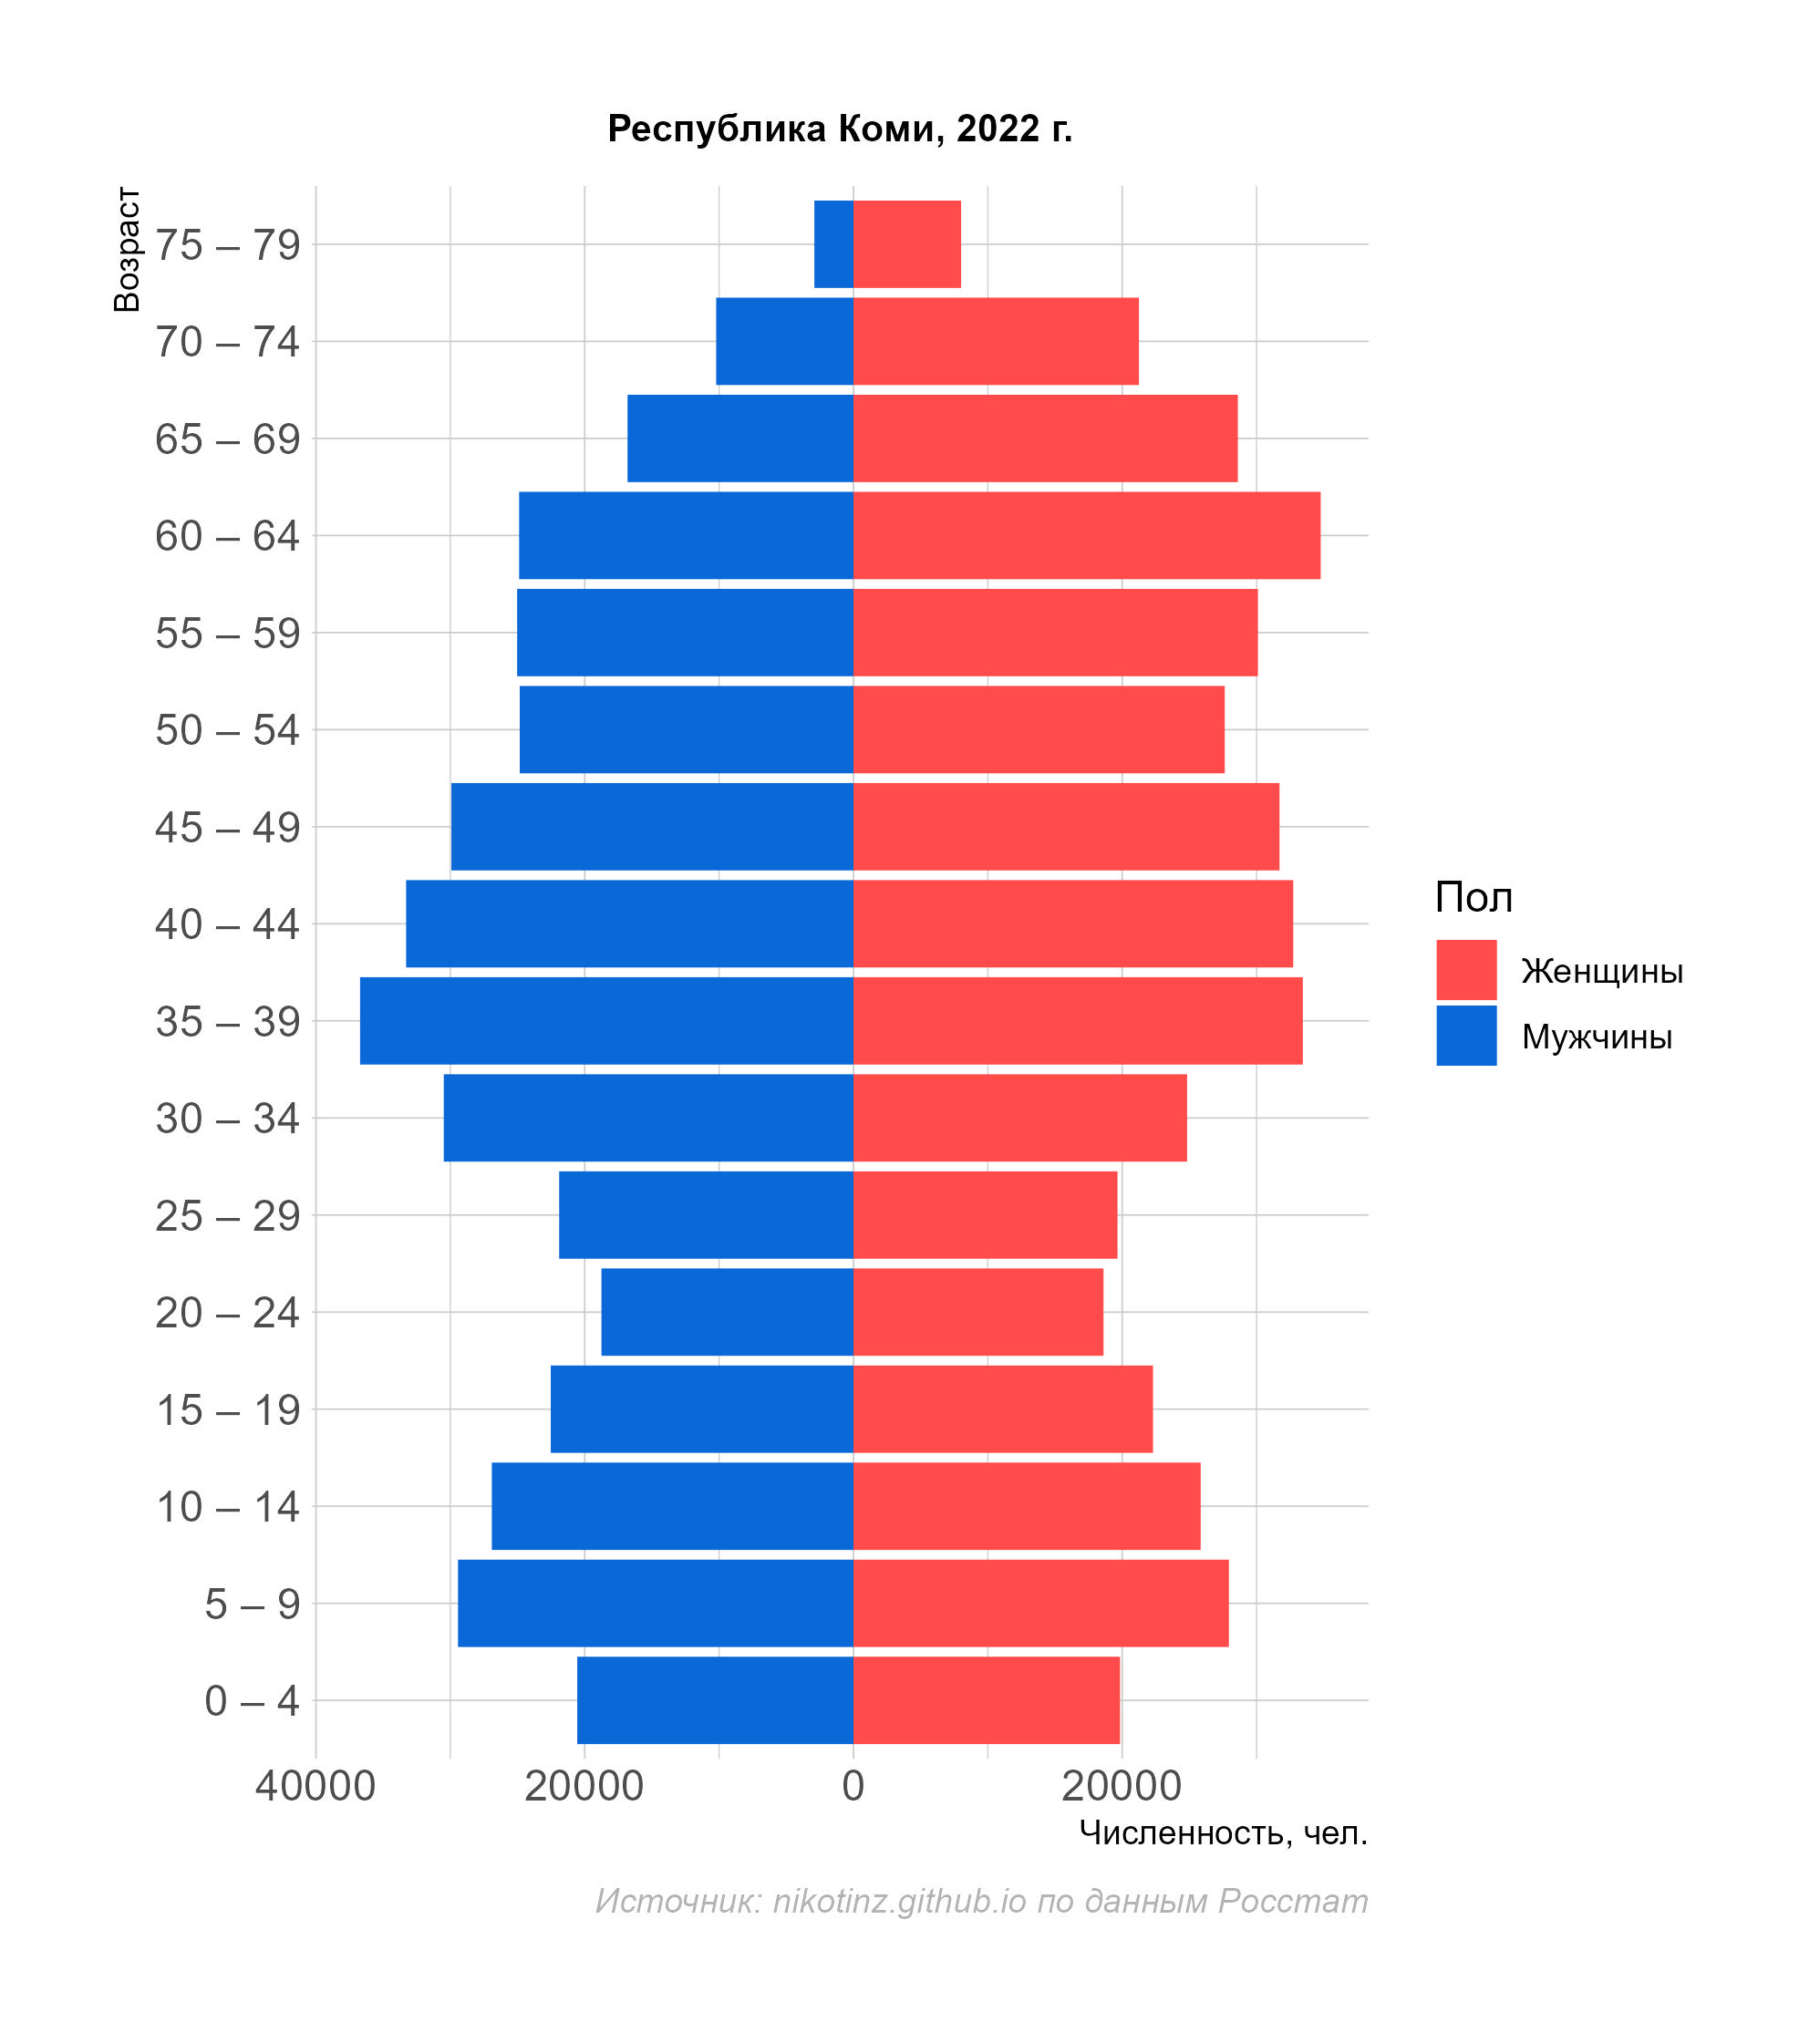 Республика Коми, 2022 г.
Возраст
75 – 79
70 – 74
65 – 69
60 – 64
55 – 59
50 – 54
45 – 49
40 – 44
35 – 39
30 – 34
25 – 29
20 – 24
15 – 19
10 – 14
5 – 9
0 – 4
40000 20000 0 20000
Численность, чел.
Пол
Женщины
Мужчины
Источник: nikotinz.github.io по данным Росстат